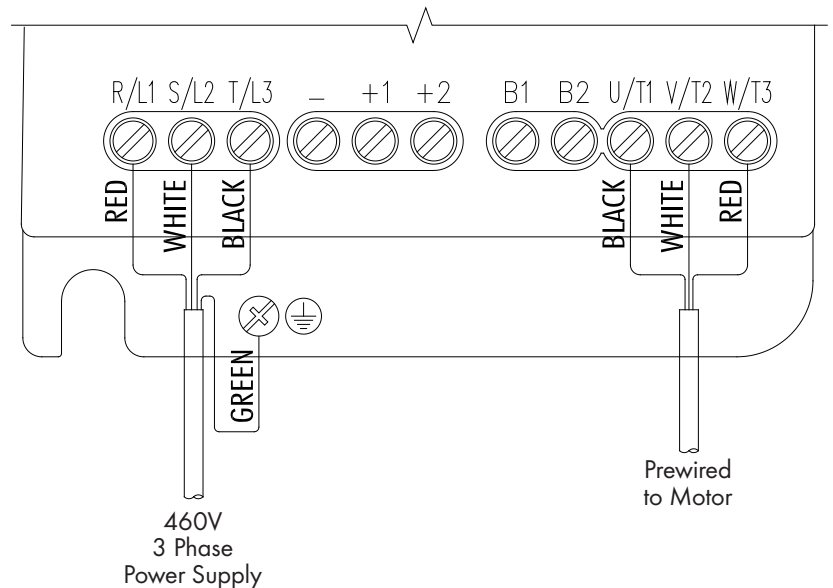 R/L1 S/L2 T/L3 – +1 +2 B1 B2 U/T1 V/T2 W/T3
RED
WHITE
BLACK
BLACK
WHITE
RED
GREEN
Prewired
to Motor
460V
3 Phase
Power Supply